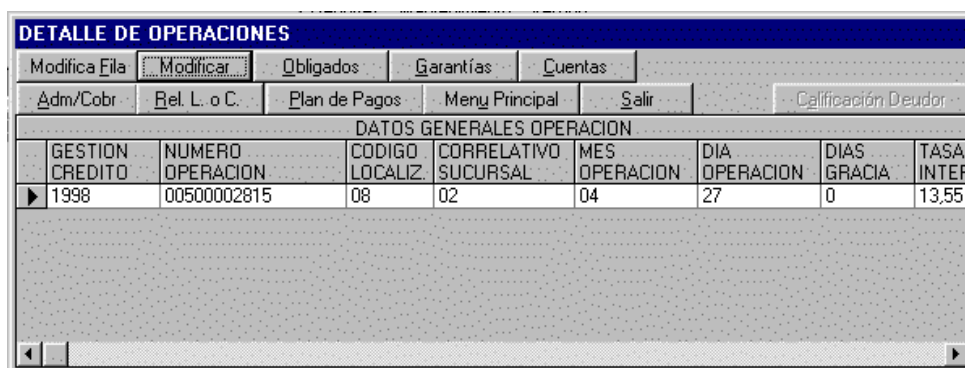 DETALLE DE OPERACIONES
Modifica Fila Modificar Obligados Garantías Cuentas
Adm/Cobr Rel. L. o C. Plan de Pagos Menu Principal Salir Calificación Deudor
DATOS GENERALES OPERACION
GESTION NUMERO CODIGO CORRELATIVO MES DIA DIAS TASA
CREDITO OPERACION LOCALIZ. SUCURSAL OPERACION OPERACION GRACIA INTER
1998 00500002815 08 02 04 27 0 13,55